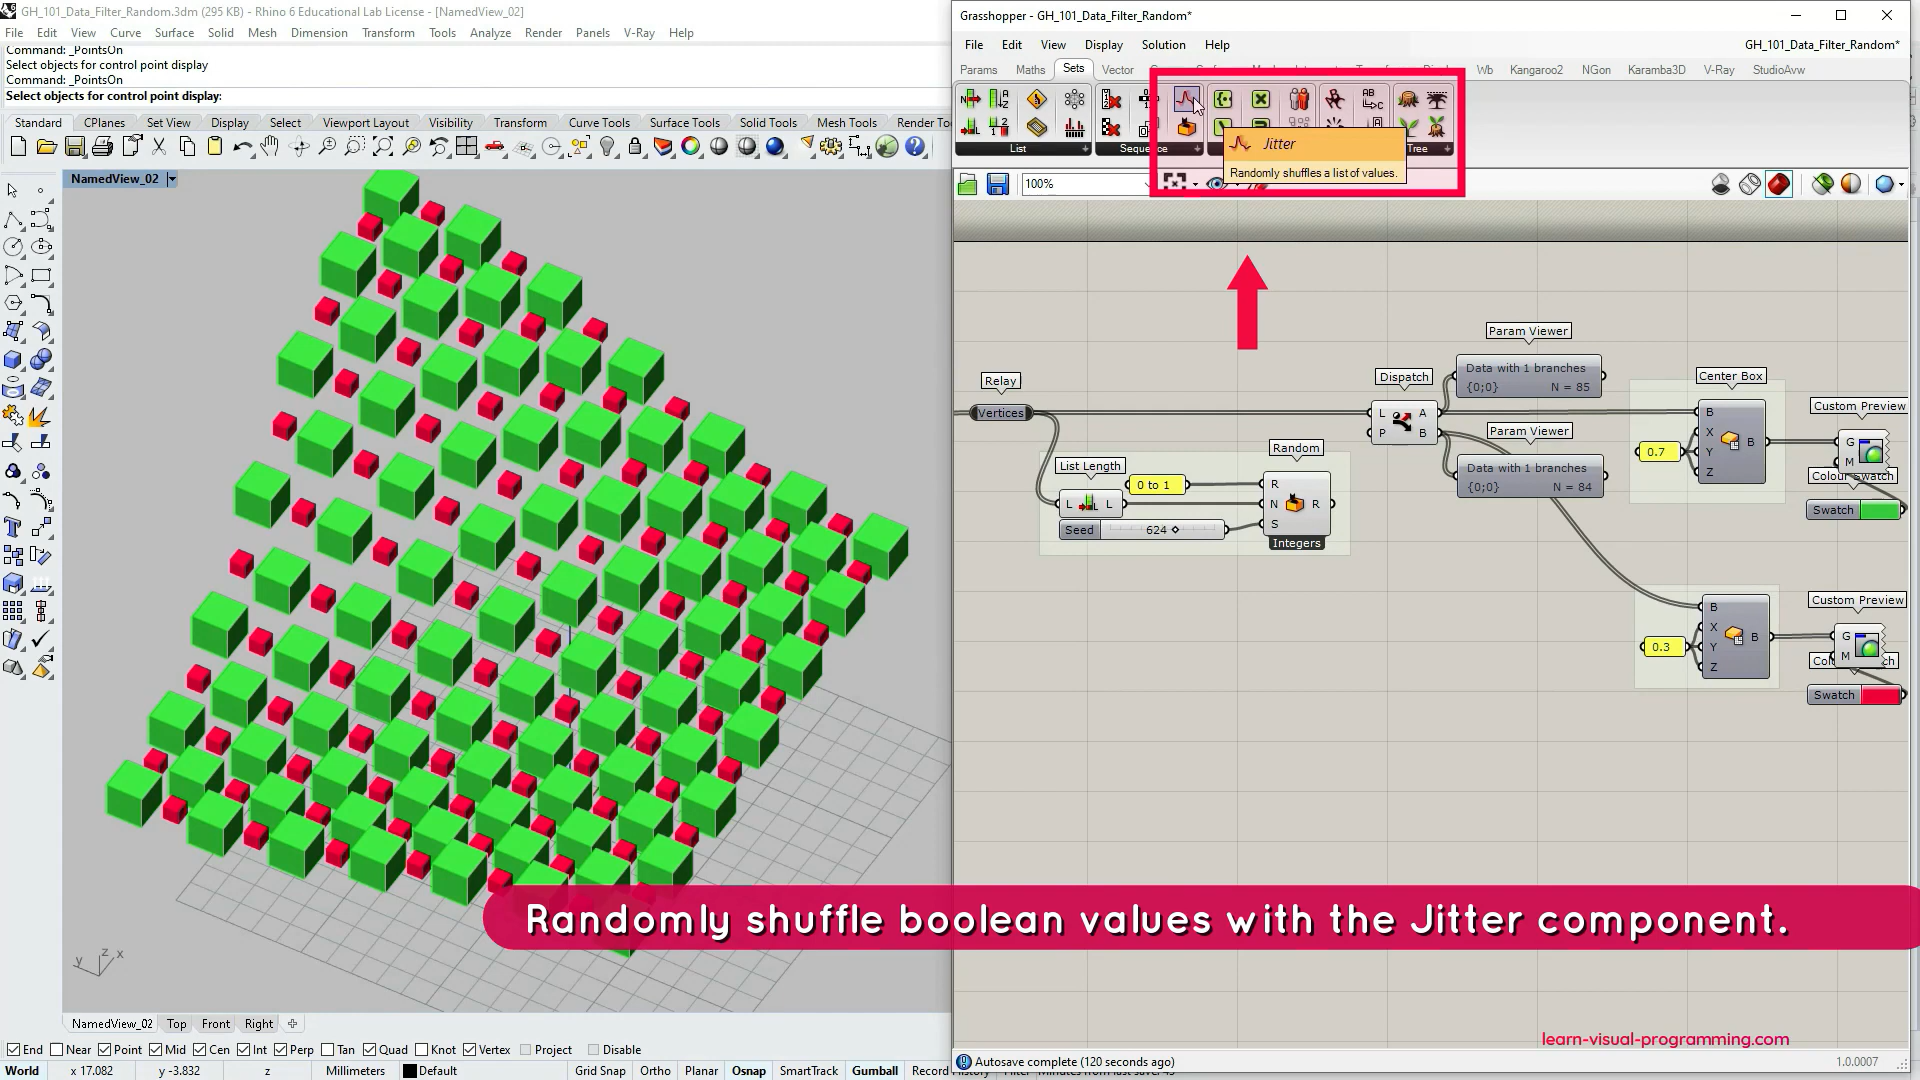 GH_101_Data_Filter_Random.3dm (295 KB) - Rhino 6 Educational Lab License - [NamedView_02]
File Edit View Curve Surface Solid Mesh Dimension Transform Tools Analyze Render Panels V-Ray Help
Command: _PointsOn
Select objects for control point display
Command: _PointsOn
Select objects for control point display:
Standard CPlanes Set View Display Select Viewport Layout Visibility Transform Curve Tools Surface Tools Solid Tools Mesh Tools Render To
NamedView_02
z
y x
NamedView_02 Top Front Right
End Near Point Mid Cen Int Perp Tan Quad Knot Vertex Project Disable
World x 17.082 y -3.832 z Millimeters Default Grid Snap Ortho Planar Osnap SmartTrack Gumball Record
Grasshopper - GH_101_Data_Filter_Random*
File Edit View Display Solution Help
GH_101_Data_Filter_Random*
Params Maths Sets Vector Wb Kangaroo2 NGon Karamba3D V-Ray StudioAvw
List Sequence Tree
Jitter
Randomly shuffles a list of values.
100%
Param Viewer
Data with 1 branches
{0;0} N = 85
Relay
Vertices
Dispatch
L A
P B
Center Box
B
X
Y B
Z
0.7
Custom Preview
G
M
Colour Swatch
Swatch
Param Viewer
Data with 1 branches
{0;0} N = 84
List Length
L L
0 to 1
Seed 624
Random
R
N R
S
Integers
B
X
Y B
Z
0.3
Custom Preview
G
M
Swatch
Randomly shuffle boolean values with the Jitter component.
learn-visual-programming.com
Autosave complete (120 seconds ago)
1.0.0007